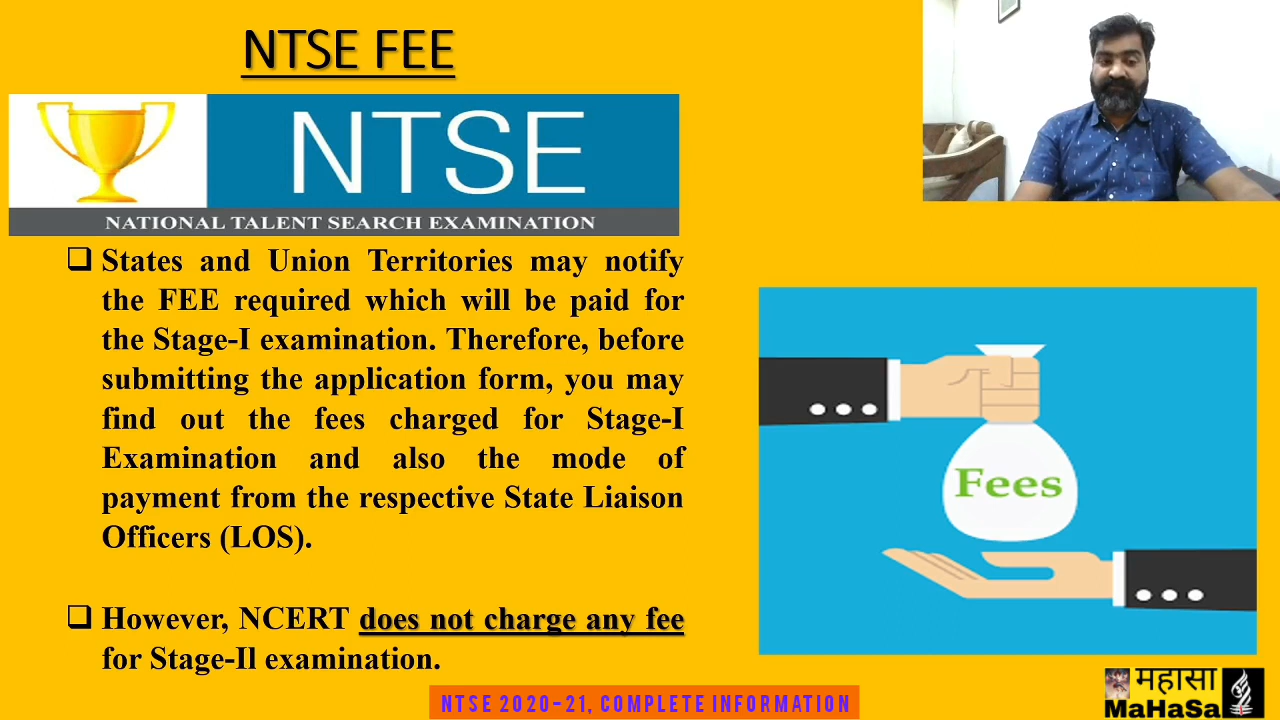 NTSE FEE
NTSE
NATIONAL TALENT SEARCH EXAMINATION
States and Union Territories may notify
the FEE required which will be paid for
the Stage-I examination. Therefore, before
submitting the application form, you may
find out the fees charged for Stage-I
Examination and also the mode of
payment from the respective State Liaison
Officers (LOS).
However, NCERT does not charge any fee
for Stage-Il examination.
Fees
NTSE 2020-21, COMPLETE INFORMATION
महासा
MaHaSa